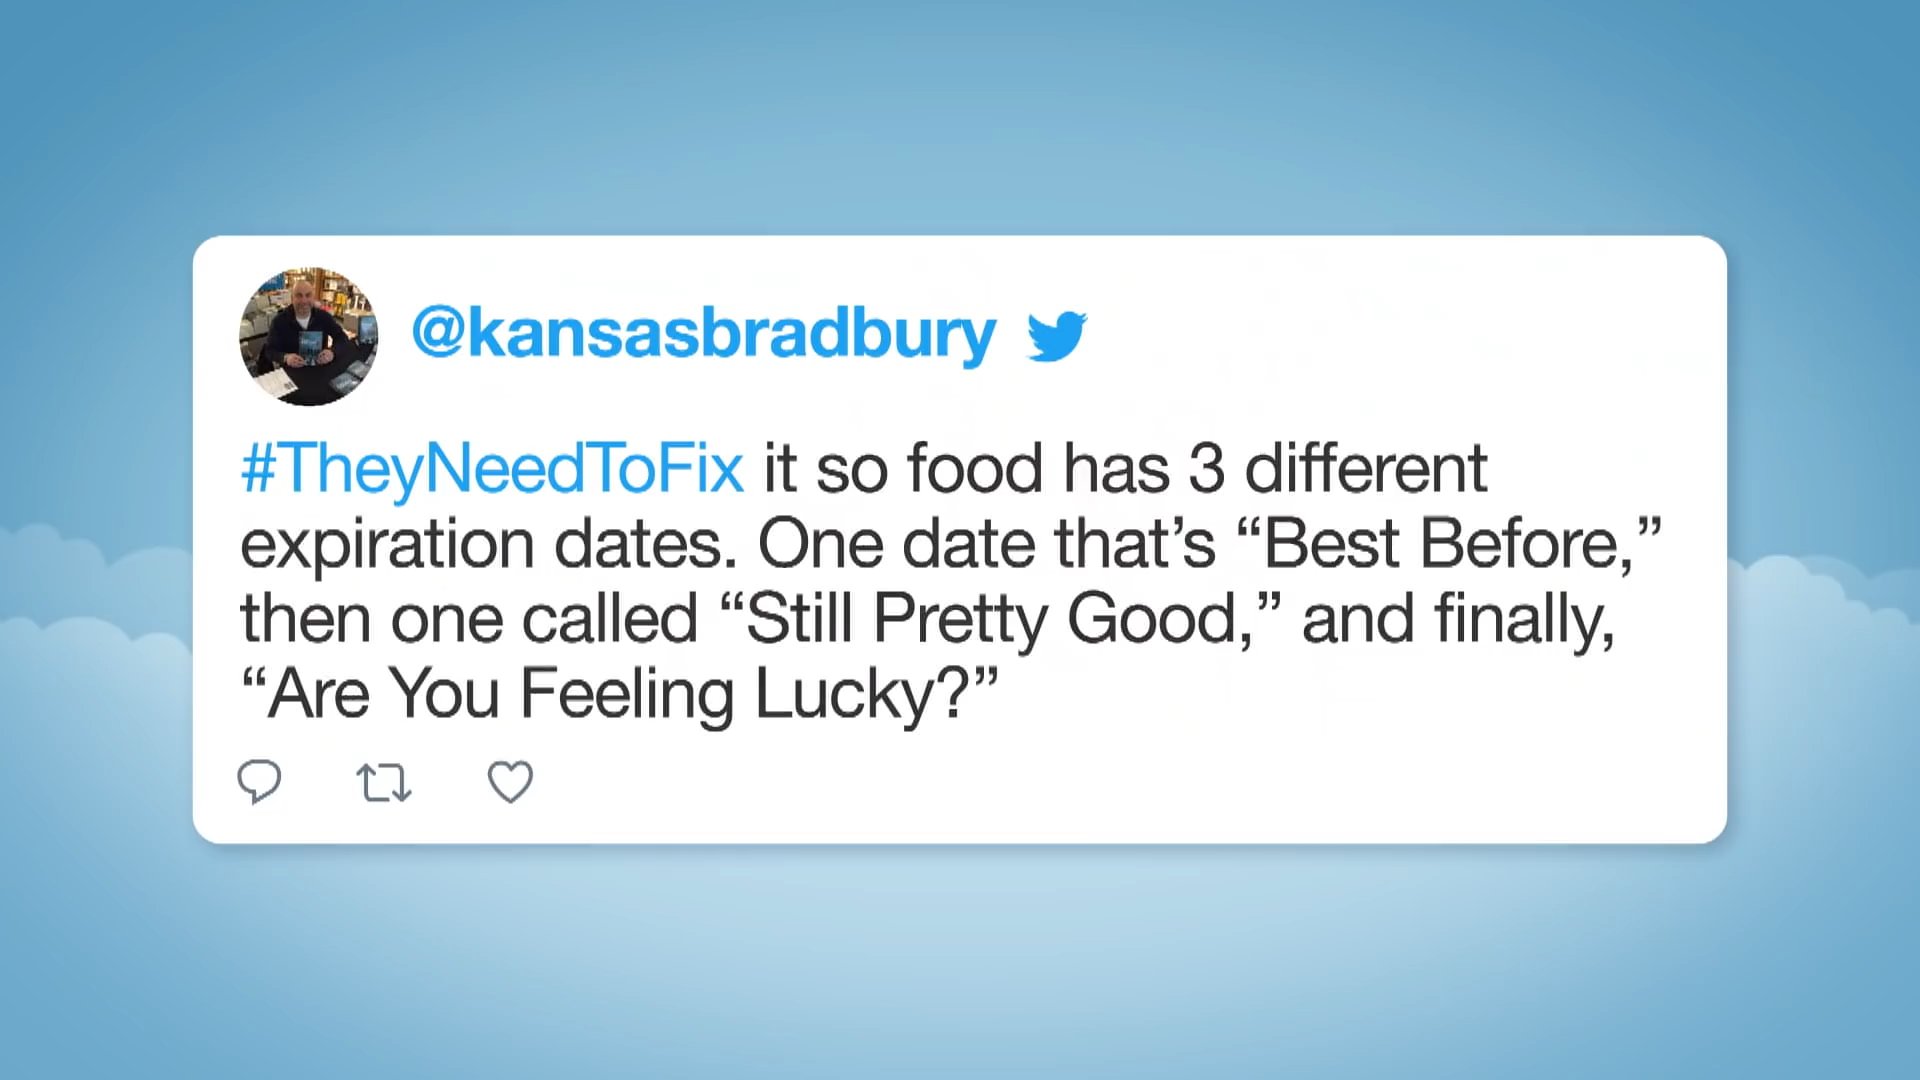 @kansasbradbury
#TheyNeedToFix it so food has 3 different
expiration dates. One date that’s “Best Before,”
then one called “Still Pretty Good,” and finally,
“Are You Feeling Lucky?”